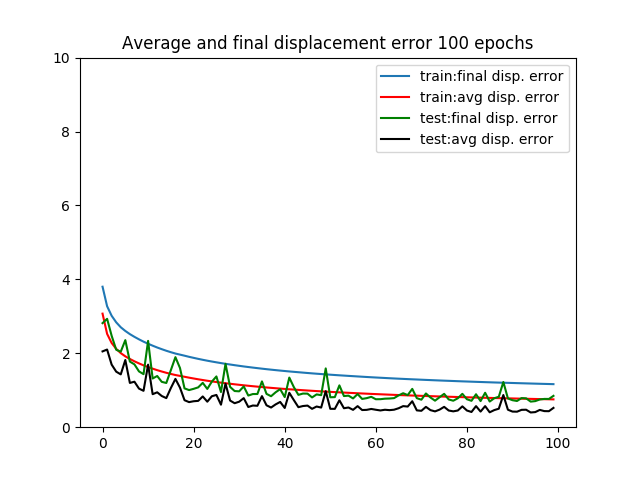 Average and final displacement error 100 epochs
train:final disp. error
train:avg disp. error
test:final disp. error
test:avg disp. error
10
8
6
4
2
0
0 20 40 60 80 100